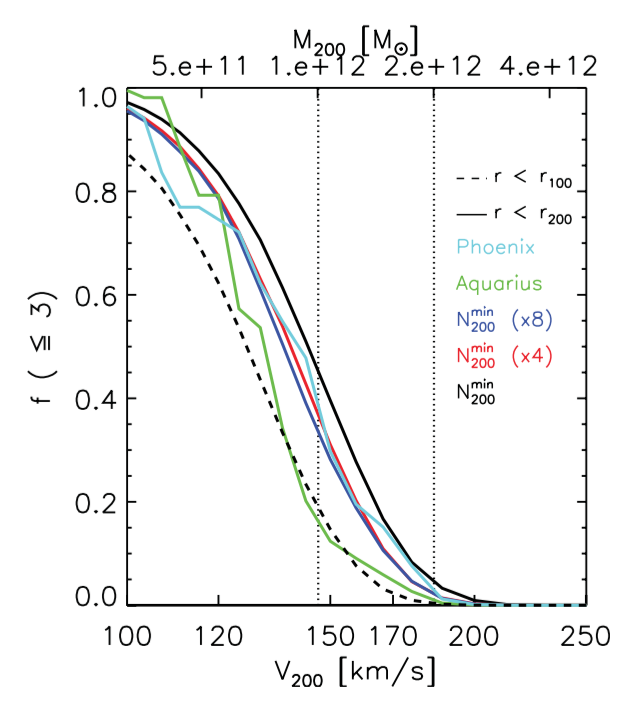 M200 [M⊙]
5.e+11 1.e+12 2.e+12 4.e+12
1.0
0.8
0.6
0.4
0.2
0.0
f ( ≦ 3)
r < r100
r < r200
Phoenix
Aquarius
N200min (x8)
N200min (x4)
N200min
100 120 150 170 200 250
V200 [km/s]